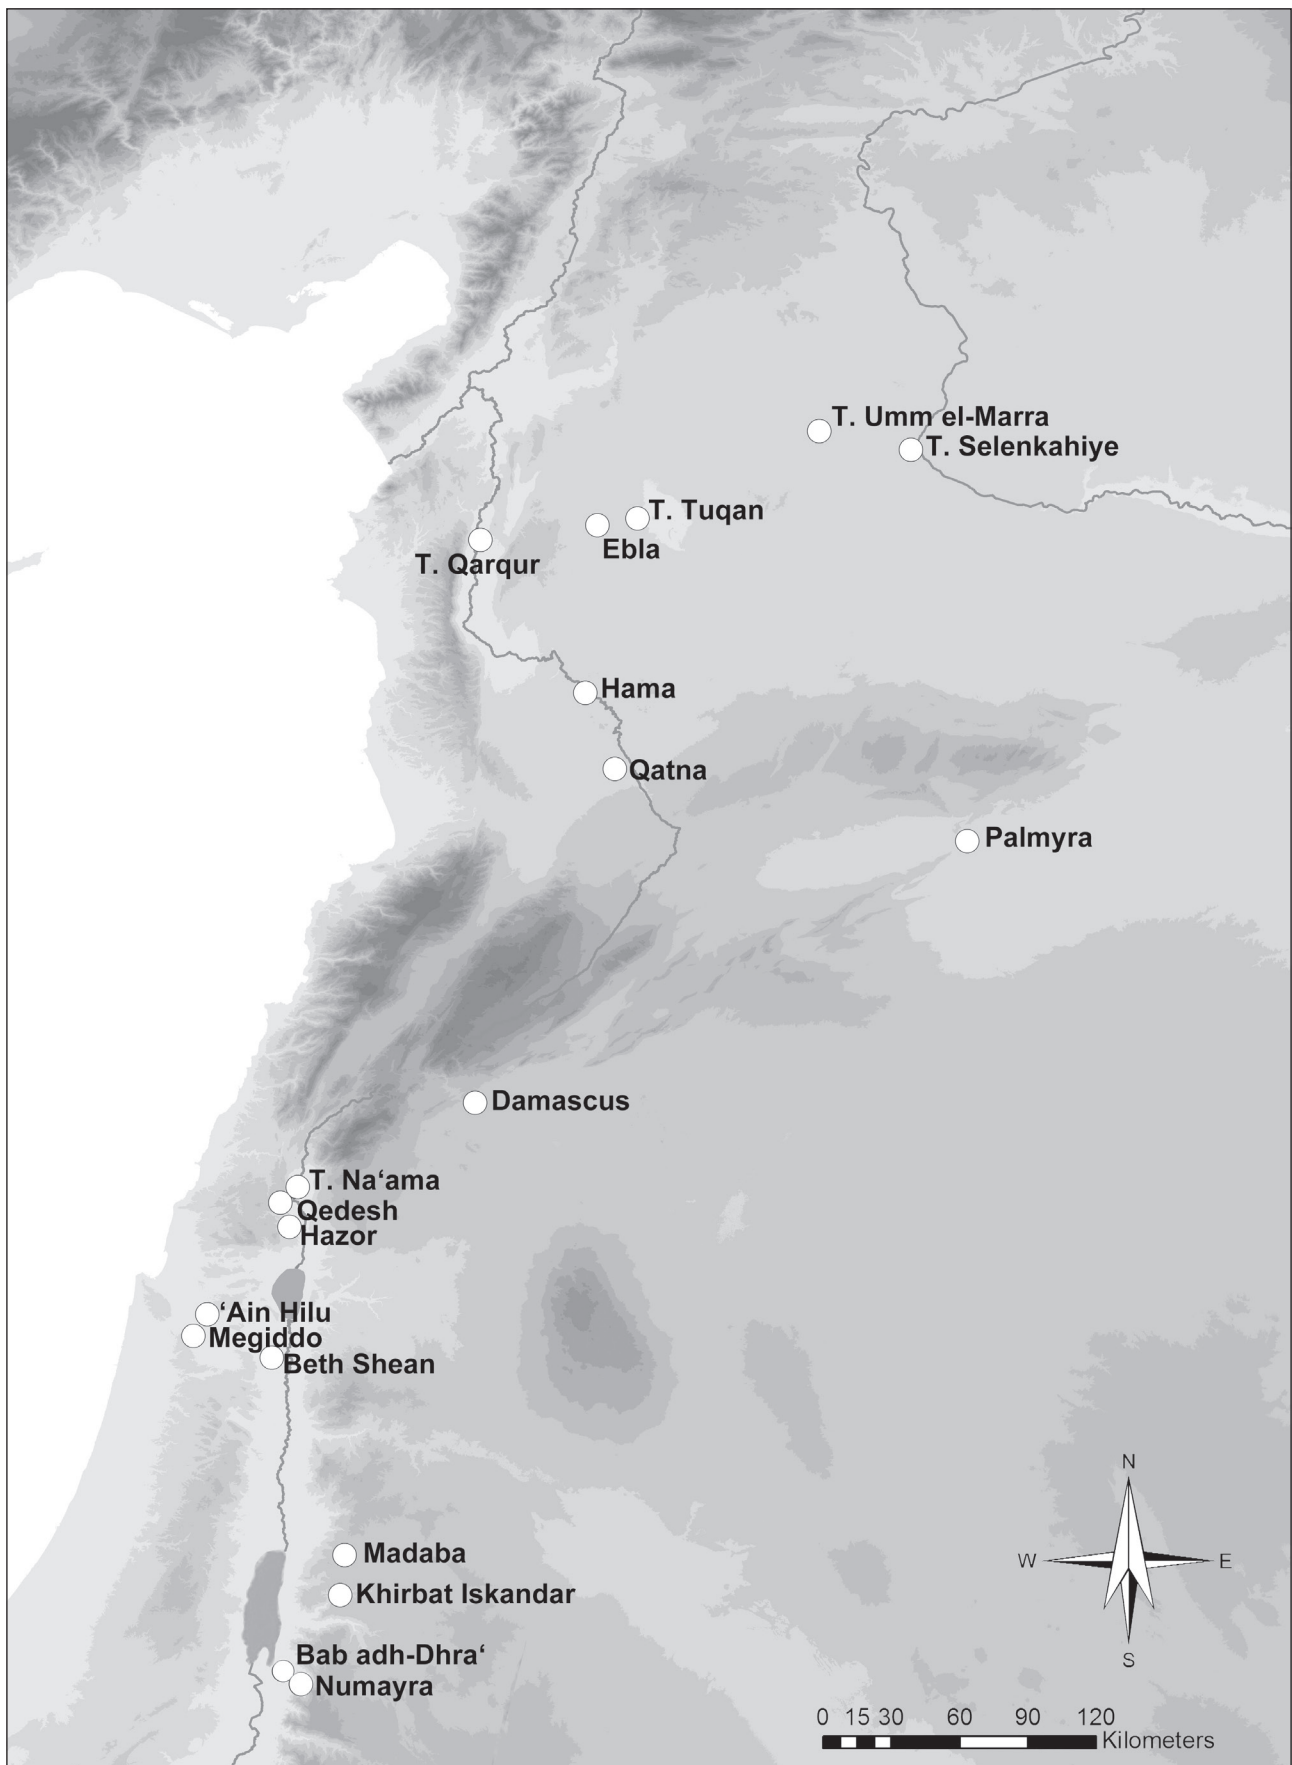 T. Umm el-Marra
T. Selenkahiye
T. Tuqan
Ebla
T. Qarqur
Hama
Qatna
Palmyra
Damascus
T. Na‘ama
Qedesh
Hazor
‘Ain Hilu
Megiddo
Beth Shean
N
W E
S
Madaba
Khirbat Iskandar
Bab adh-Dhra‘
Numayra
0 15 30 60 90 120
Kilometers